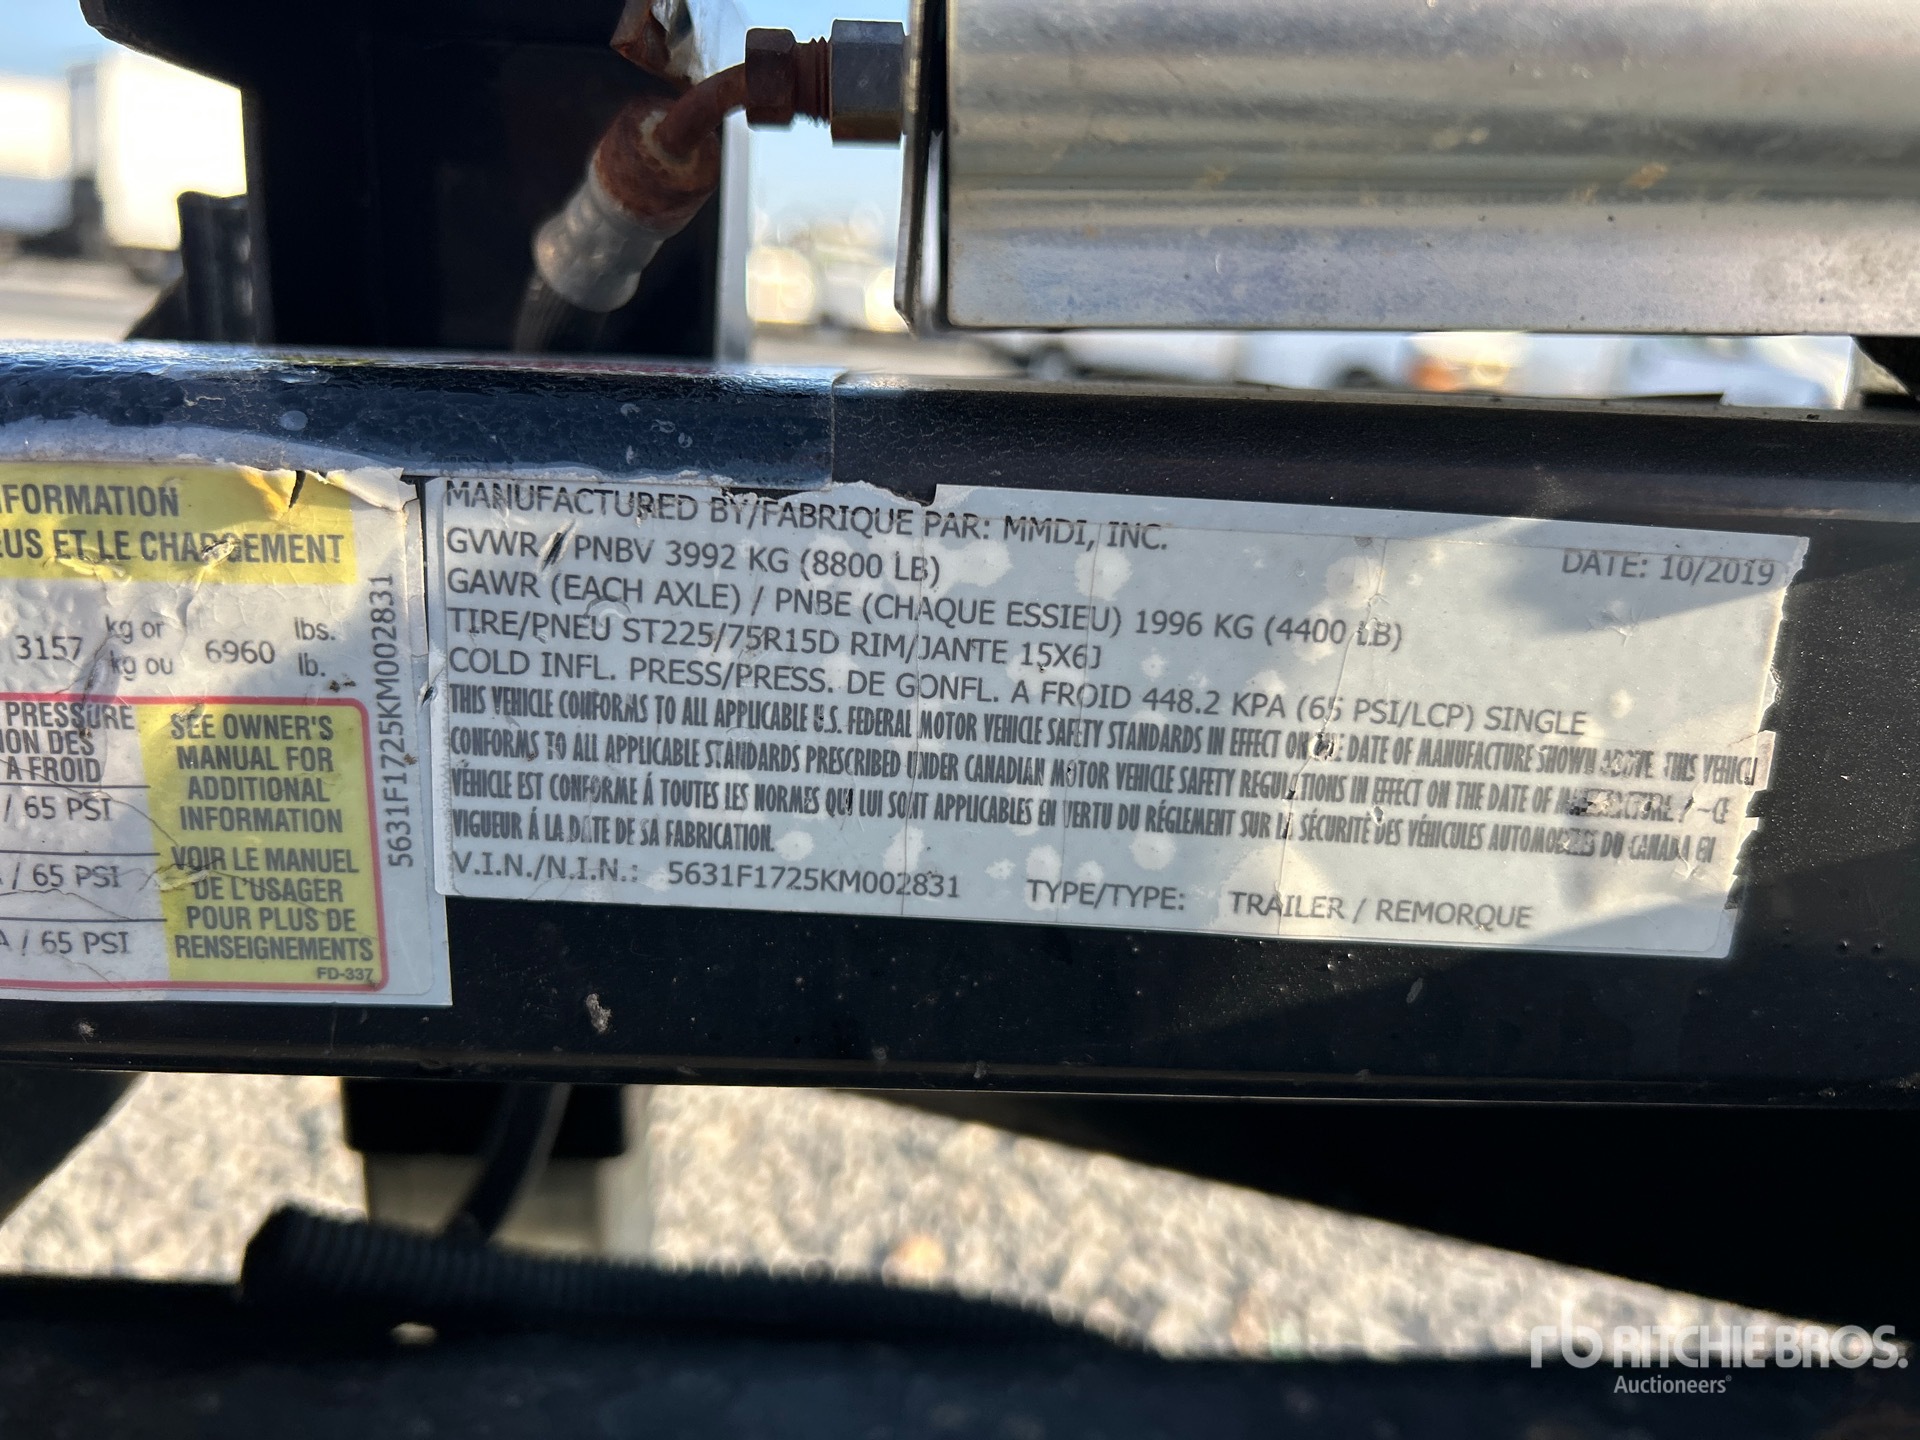 FORMATION
EUS ET LE CHARGEMENT
3157 kg or 6960 lbs.
kg ou lb.
PRESSURE
ION DES
A FROID
/ 65 PSI
/ 65 PSI
A / 65 PSI
SEE OWNER'S
MANUAL FOR
ADDITIONAL
INFORMATION
VOIR LE MANUEL
DE L'USAGER
POUR PLUS DE
RENSEIGNEMENTS
FD-337
5631F1725KM002831
MANUFACTURED BY/FABRIQUE PAR: MMDI, INC.
DATE: 10/2019
GVWR / PNBV 3992 KG (8800 LB)
GAWR (EACH AXLE) / PNBE (CHAQUE ESSIEU) 1996 KG (4400 LB)
TIRE/PNEU ST225/75R15D RIM/JANTE 15X6J
COLD INFL. PRESS/PRESS. DE GONFL. A FROID 448.2 KPA (65 PSI/LCP) SINGLE
THIS VEHICLE CONFORMS TO ALL APPLICABLE U.S. FEDERAL MOTOR VEHICLE SAFETY STANDARDS IN EFFECT ON THE DATE OF MANUFACTURE SHOWN ABOVE. THIS VEHICLE
CONFORMS TO ALL APPLICABLE STANDARDS PRESCRIBED UNDER CANADIAN MOTOR VEHICLE SAFETY REGULATIONS IN EFFECT ON THE DATE OF MANUFACTURE / CE
VÉHICLE EST CONFORME Á TOUTES LES NORMES QUI LUI SONT APPLICABLES EN VERTU DU RÉGLEMENT SUR LA SÉCURITÉ DES VÉHICULES AUTOMOBILES DU CANADA EN
VIGUEUR Á LA DATE DE SA FABRICATION.
V.I.N./N.I.N.: 5631F1725KM002831 TYPE/TYPE: TRAILER / REMORQUE
rb RITCHIE BROS.
Auctioneers